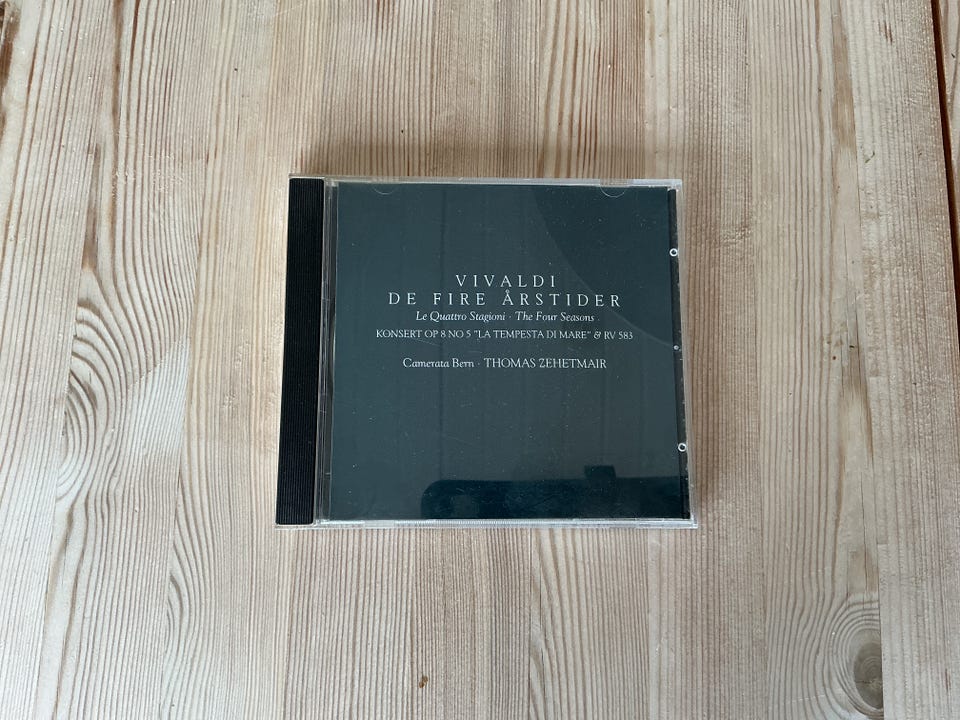 VIVALDI
DE FIRE ÅRSTIDER
Le Quattro Stagioni · The Four Seasons
KONSERT OP 8 NO 5 "LA TEMPESTA DI MARE" & RV 583
Camerata Bern · THOMAS ZEHETMAIR